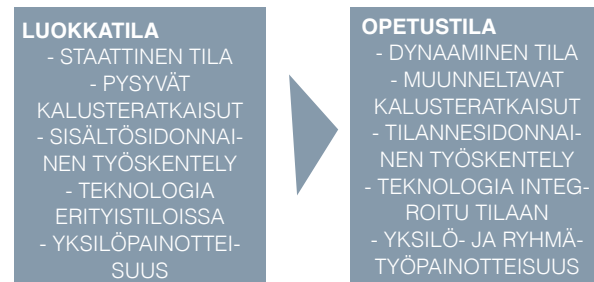 LUOKKATILA
- STAATTINEN TILA
- PYSYVÄT
KALUSTERATKAISUT
- SISÄLTÖSIDONNAI-
NEN TYÖSKENTELY
- TEKNOLOGIA
ERITYISTILOISSA
- YKSILÖPAINOTTEI-
SUUS
OPETUSTILA
- DYNAAMINEN TILA
- MUUNNELTAVAT
KALUSTERATKAISUT
- TILANNESIDONNAI-
NEN TYÖSKENTELY
- TEKNOLOGIA INTEG-
ROITU TILAAN
- YKSILÖ- JA RYHMÄ-
TYÖPAINOTTEISUUS